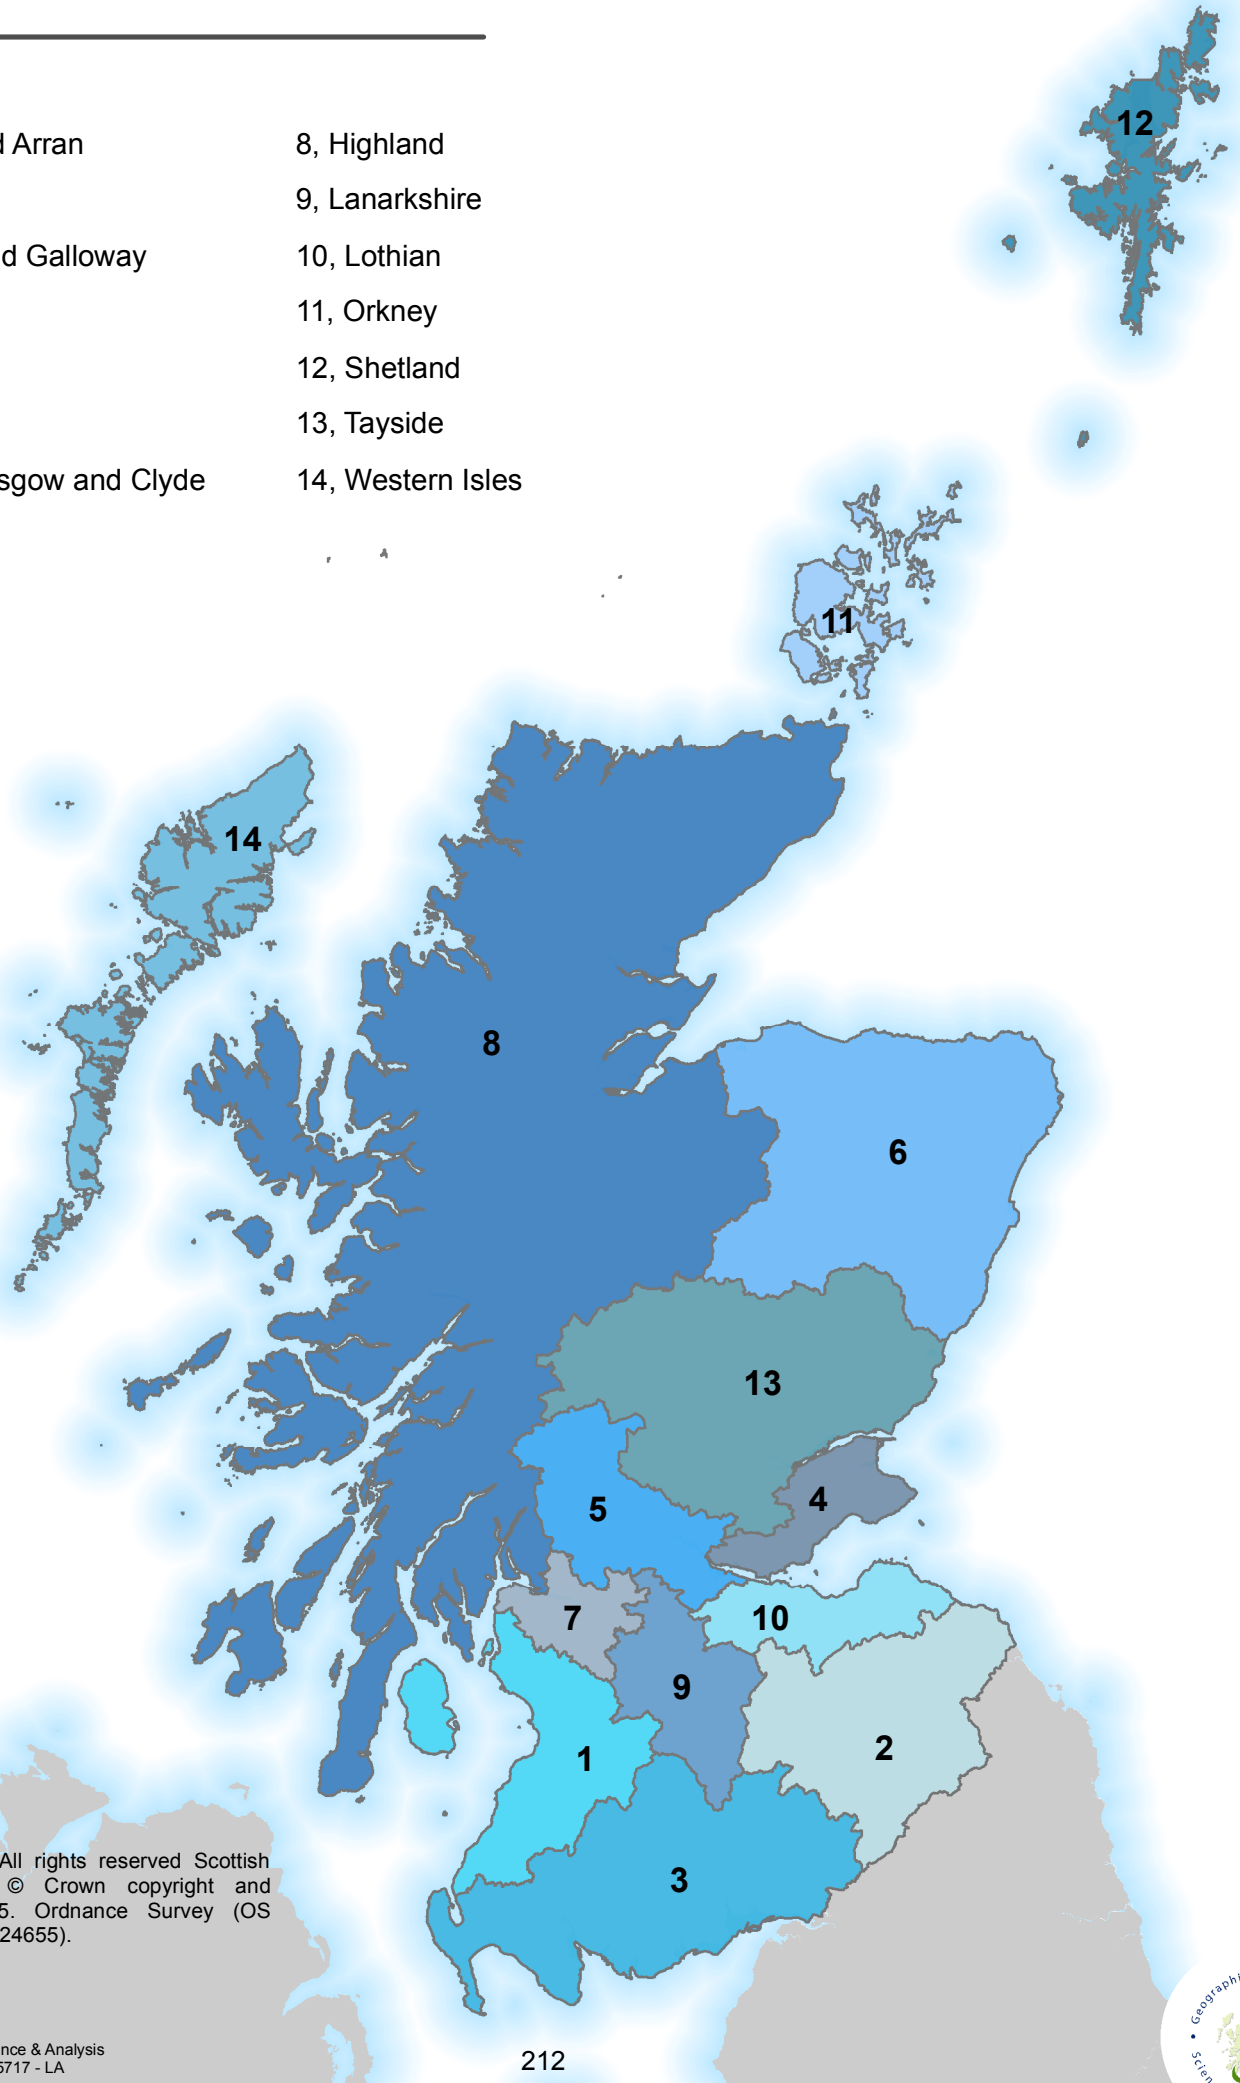 d Arran
d Galloway
sgow and Clyde
8, Highland
9, Lanarkshire
10, Lothian
11, Orkney
12, Shetland
13, Tayside
14, Western Isles
12
11
14
8
6
13
4
5
7
10
9
2
1
3
All rights reserved Scottish
© Crown copyright and
5. Ordnance Survey (OS
24655).
nce & Analysis
5717 - LA
212
Geographi
Scien